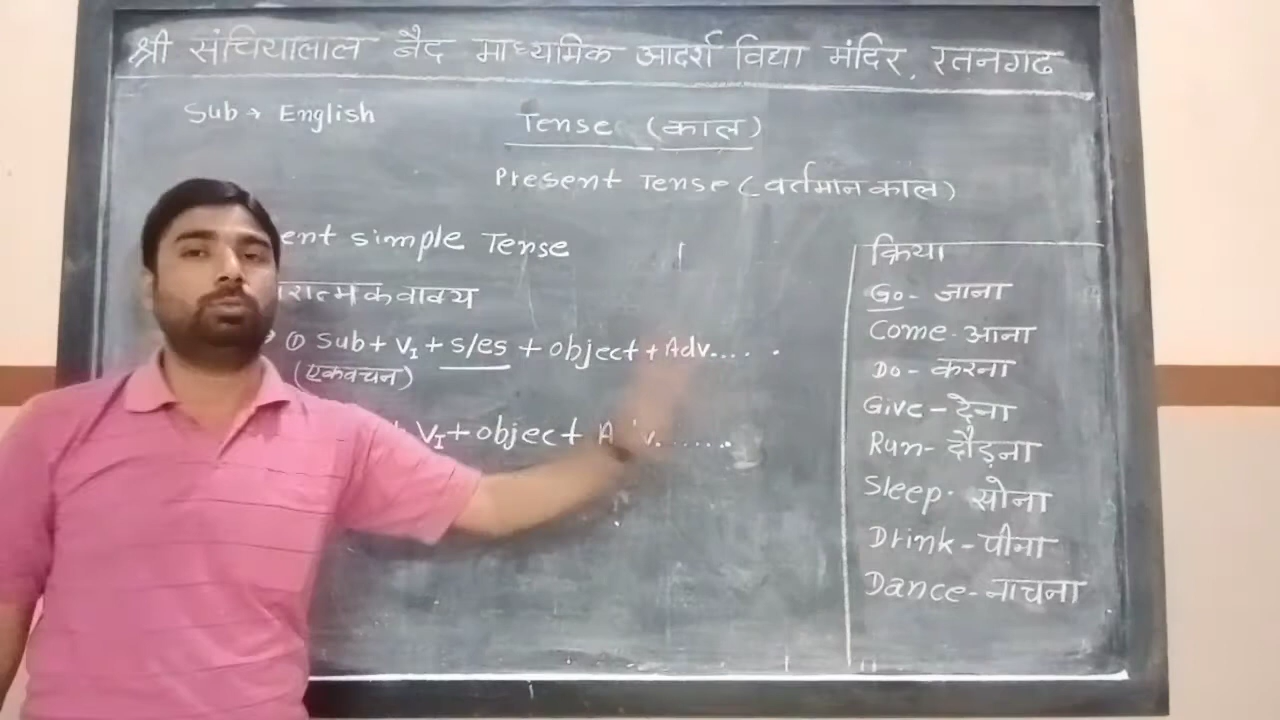 श्री संचियालाल बैद माध्यमिक आदर्श विद्या मंदिर, रतनगढ
Sub → English
Tense (काल)
Present Tense (वर्तमान काल)
ent simple Tense
रात्मक वाक्य
① Sub + V₁ + s/es + object + Adv.....
(एकवचन)
+ V₁ + object + A v.......
क्रिया
Go - जाना
Come - आना
Do - करना
Give - देना
Run - दौड़ना
Sleep - सोना
Drink - पीना
Dance - नाचना